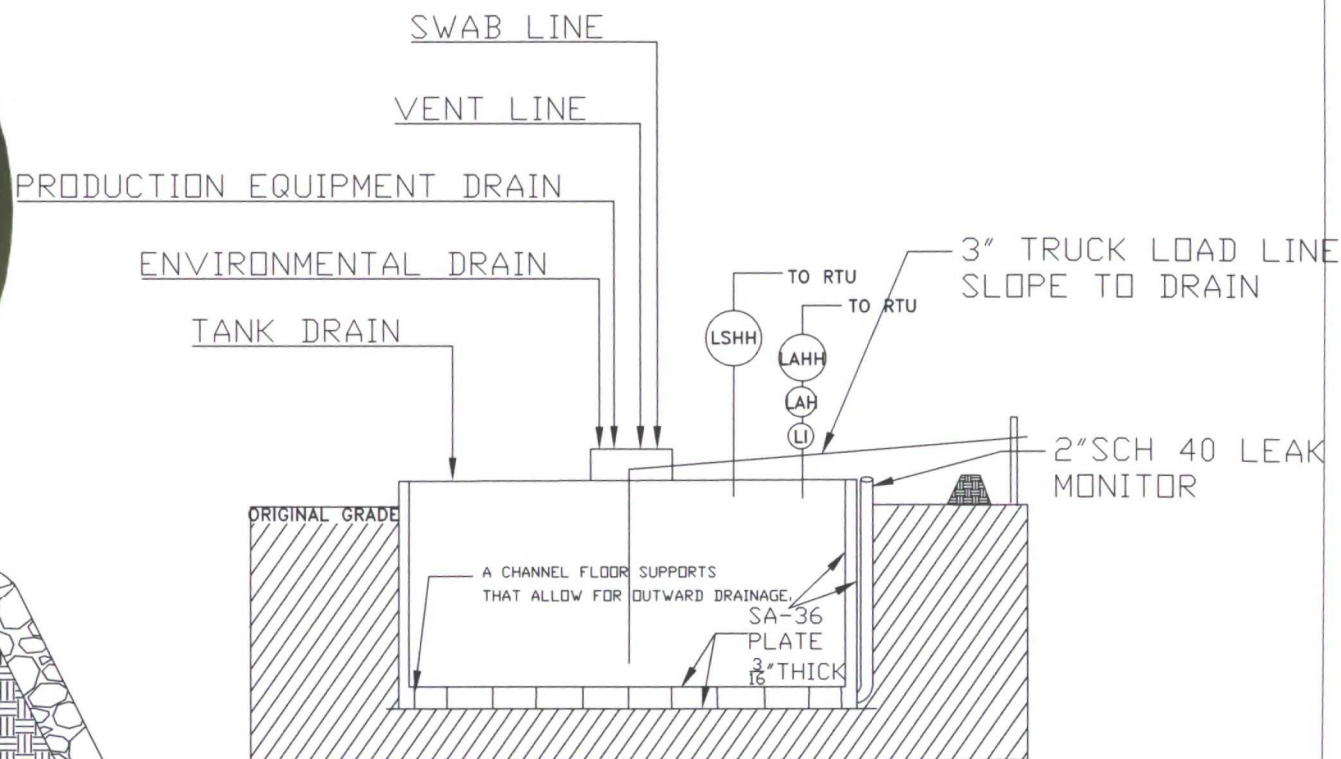 SWAB LINE
VENT LINE
PRODUCTION EQUIPMENT DRAIN
ENVIRONMENTAL DRAIN
TANK DRAIN
3" TRUCK LOAD LINE
SLOPE TO DRAIN
TO RTU
TO RTU
LSHH
LAHH
LAH
LI
2"SCH 40 LEAK
MONITOR
ORIGINAL GRADE
A CHANNEL FLOOR SUPPORTS
THAT ALLOW FOR OUTWARD DRAINAGE.
SA-36
PLATE
3/16" THICK